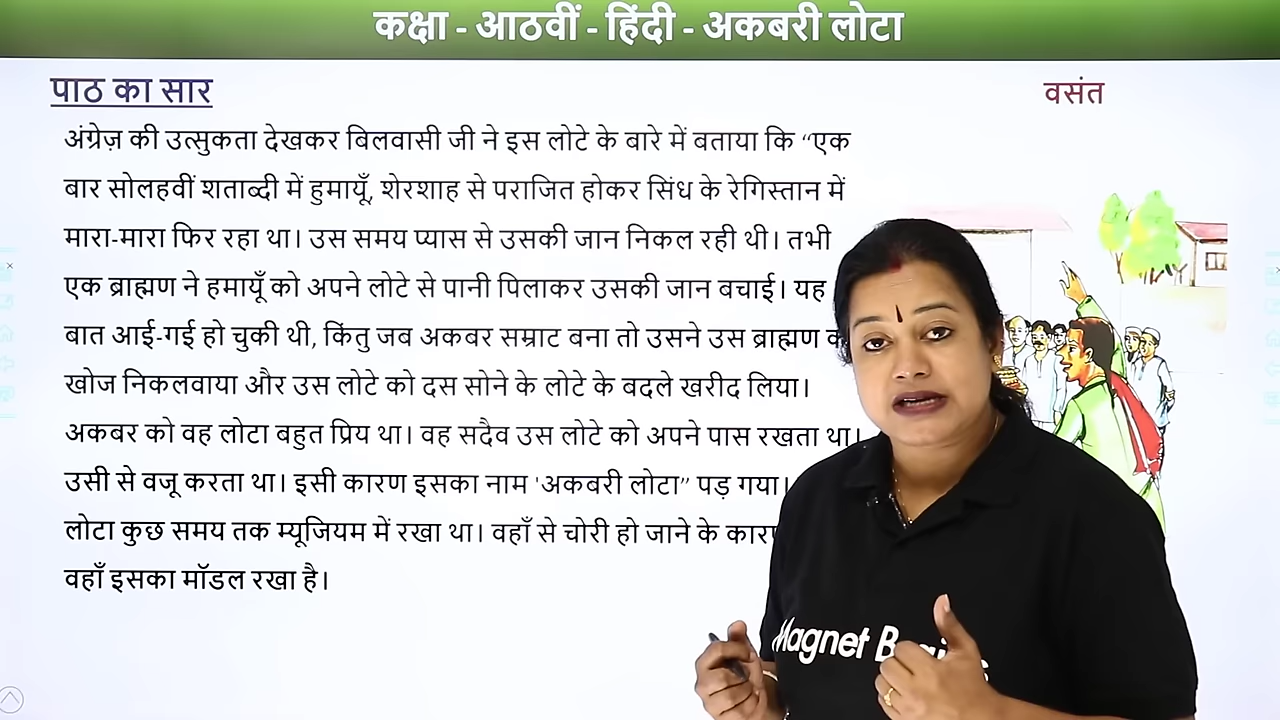 कक्षा - आठवीं - हिंदी - अकबरी लोटा
पाठ का सार
वसंत
अंग्रेज़ की उत्सुकता देखकर बिलवासी जी ने इस लोटे के बारे में बताया कि “एक
बार सोलहवीं शताब्दी में हुमायूँ, शेरशाह से पराजित होकर सिंध के रेगिस्तान में
मारा-मारा फिर रहा था। उस समय प्यास से उसकी जान निकल रही थी। तभी
एक ब्राह्मण ने हमायूँ को अपने लोटे से पानी पिलाकर उसकी जान बचाई। यह
बात आई-गई हो चुकी थी, किंतु जब अकबर सम्राट बना तो उसने उस ब्राह्मण
खोज निकलवाया और उस लोटे को दस सोने के लोटे के बदले खरीद लिया।
अकबर को वह लोटा बहुत प्रिय था। वह सदैव उस लोटे को अपने पास रखता था।
उसी से वजू करता था। इसी कारण इसका नाम 'अकबरी लोटा” पड़ गया।
लोटा कुछ समय तक म्यूजियम में रखा था। वहाँ से चोरी हो जाने के
वहाँ इसका मॉडल रखा है।
Magnet